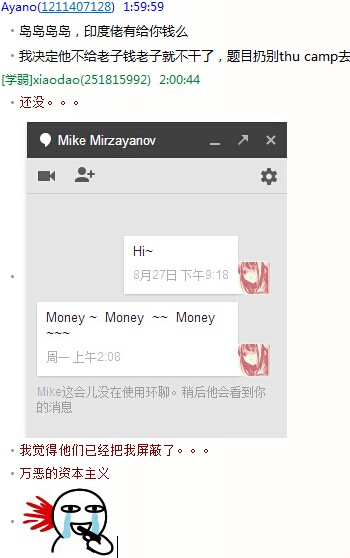 Ayano(1211407128) 1:59:59
岛岛岛岛，印度佬有给你钱么
我决定他不给老子钱老子就不干了，题目扔别thu camp去
[学弱]xiaodao(251815992) 2:00:44
还没。。。
Mike Mirzayanov
Hi~
8月27日 下午9:18
Money ~ Money ~~ Money
~~~
周一 上午2:08
Mike这会儿没在使用环聊。稍后他会看到你
的消息
我觉得他们已经把我屏蔽了。。。
万恶的资本主义